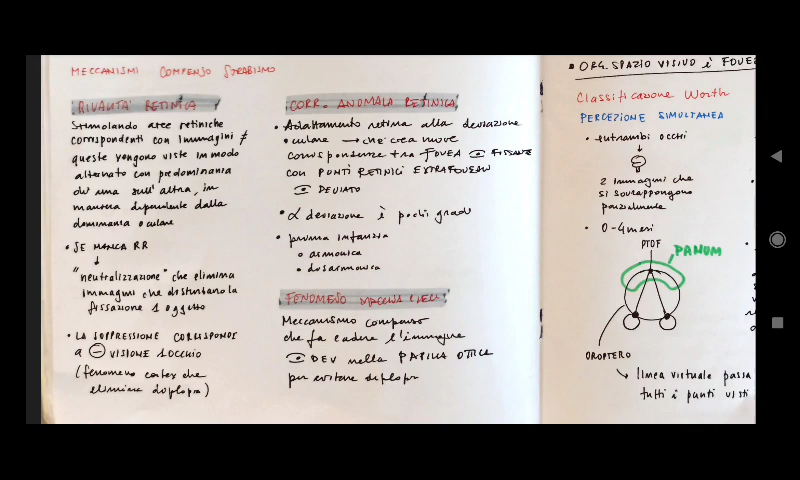 MECCANISMI COMPENSO STRABISMO
RIVALITÀ RETINICA
Stimolando aree retiniche
corrispondenti con immagini ≠
queste vengono viste in modo
alternato con predominanza
di una sull'altra, in
maniera dipendente dalla
dominanza oculare
• SE MANCA RR
↓
"neutralizzazione" che elimina
immagini che disturbano la
fissazione 1 oggetto
• LA SOPPRESSIONE CORRISPONDE
A ⊖ VISIONE 1 OCCHIO
(fenomeno cortex che
elimina diplopia)
CORR. ANOMALA RETINICA
• Adattamento retina alla deviazione
oculare → che crea nuove
corrispondenze tra FOVEA FISSANTE
CON PUNTI RETINICI EXTRAFOVEALI
DEVIATO
• α deviazione è pochi gradi
• prima infanzia
o armonica
o disarmonica
FENOMENO MACCHIA CIECA
Meccanismo compenso
che fa cadere l'immagine
DEV nella PAPILLA OTTICA
per evitare diplopi
• ORG. SPAZIO VISIVO è FOVE
Classificazione Worth
PERCEZIONE SIMULTANEA
• entrambi occhi
↓
2 immagini che
si sovrappongono
parzialmente
• 0-4 mesi
PTOF
PANUM
OROPTERO
linea virtuale passa
tutti i punti visti